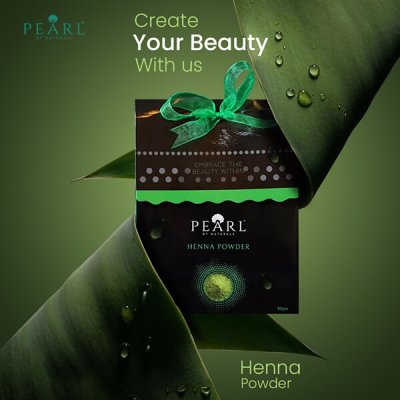 PEARL
BY NATURALS
Create
Your Beauty
With us
EMBRACE THE
BEAUTY WITHIN
PEARL
BY NATURALS
HENNA POWDER
Henna
Powder